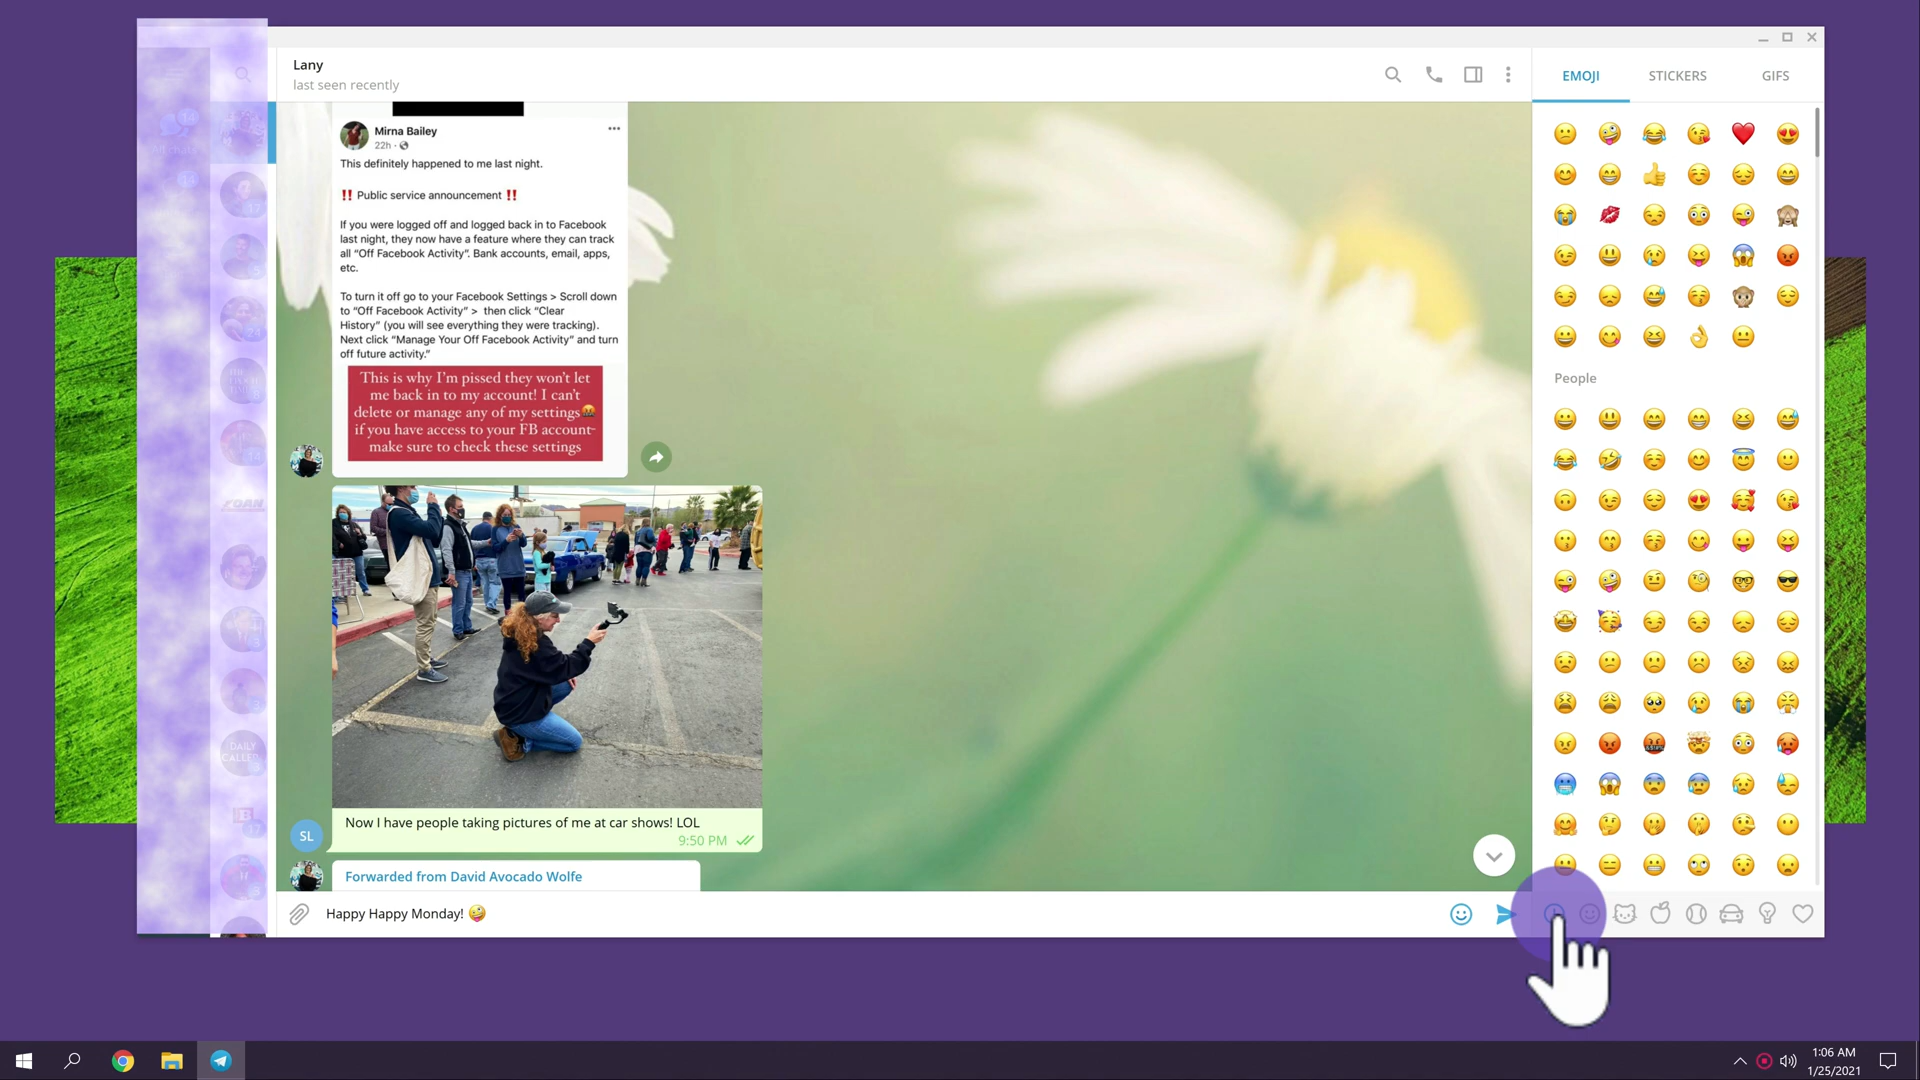 Lany
last seen recently
EMOJI
STICKERS
GIFS
Mirna Bailey
22h ·
This definitely happened to me last night.
‼️ Public service announcement ‼️
If you were logged off and logged back in to Facebook
last night, they now have a feature where they can track
all “Off Facebook Activity”. Bank accounts, email, apps,
etc.
To turn it off go to your Facebook Settings > Scroll down
to “Off Facebook Activity” > then click “Clear
History” (you will see everything they were tracking).
Next click “Manage Your Off Facebook Activity” and turn
off future activity.”
This is why I’m pissed they won’t let
me back in to my account! I can’t
delete or manage any of my settings🤬
if you have access to your FB account-
make sure to check these settings
People
DAILY
CALLER
SL
Now I have people taking pictures of me at car shows! LOL
9:50 PM
Forwarded from David Avocado Wolfe
Happy Happy Monday! 🤪
1:06 AM
1/25/2021